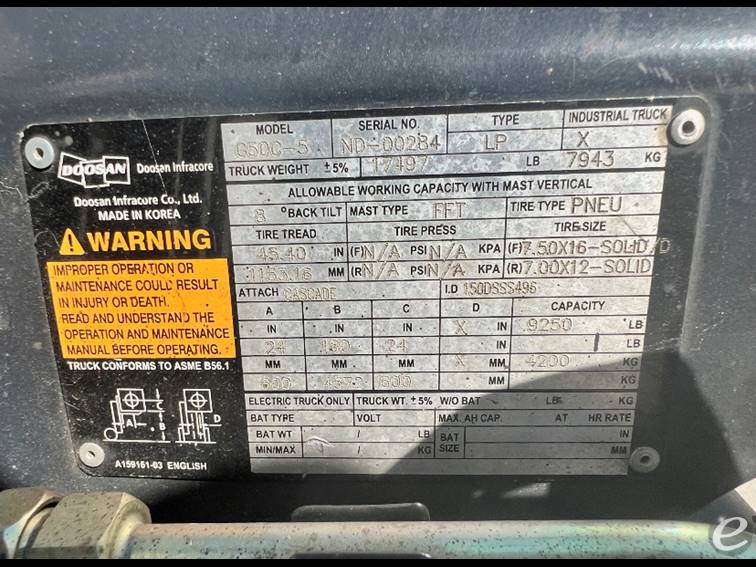 DOOSAN Doosan Infracore
Doosan Infracore Co., Ltd.
MADE IN KOREA
WARNING
IMPROPER OPERATION OR
MAINTENANCE COULD RESULT
IN INJURY OR DEATH.
READ AND UNDERSTAND THE
OPERATION AND MAINTENANCE
MANUAL BEFORE OPERATING.
TRUCK CONFORMS TO ASME B56.1
A B C D
A159161-03 ENGLISH
MODEL SERIAL NO. TYPE INDUSTRIAL TRUCK
G50C-5 ND-00284 LP X
TRUCK WEIGHT ±5% 17497 LB 7943 KG
ALLOWABLE WORKING CAPACITY WITH MAST VERTICAL
8 °BACK TILT MAST TYPE FFT TIRE TYPE PNEU
TIRE TREAD TIRE PRESS TIRE SIZE
45.40 IN (F) N/A PSI N/A KPA (F) 7.50X16-SOLID/D
1153.16 MM (R) N/A PSI N/A KPA (R) 7.00X12-SOLID
ATTACH CASCADE I.D 150DSSS496
A B C D CAPACITY
IN IN IN X IN 9250 LB
24 180 24 LB
MM MM MM X MM 4200 KG
600 600 KG
ELECTRIC TRUCK ONLY TRUCK WT. ±5% W/O BAT LB KG
BAT TYPE VOLT MAX. AH CAP. AT HR RATE
BAT WT / LB BAT SIZE IN
MIN/MAX / KG MM
e